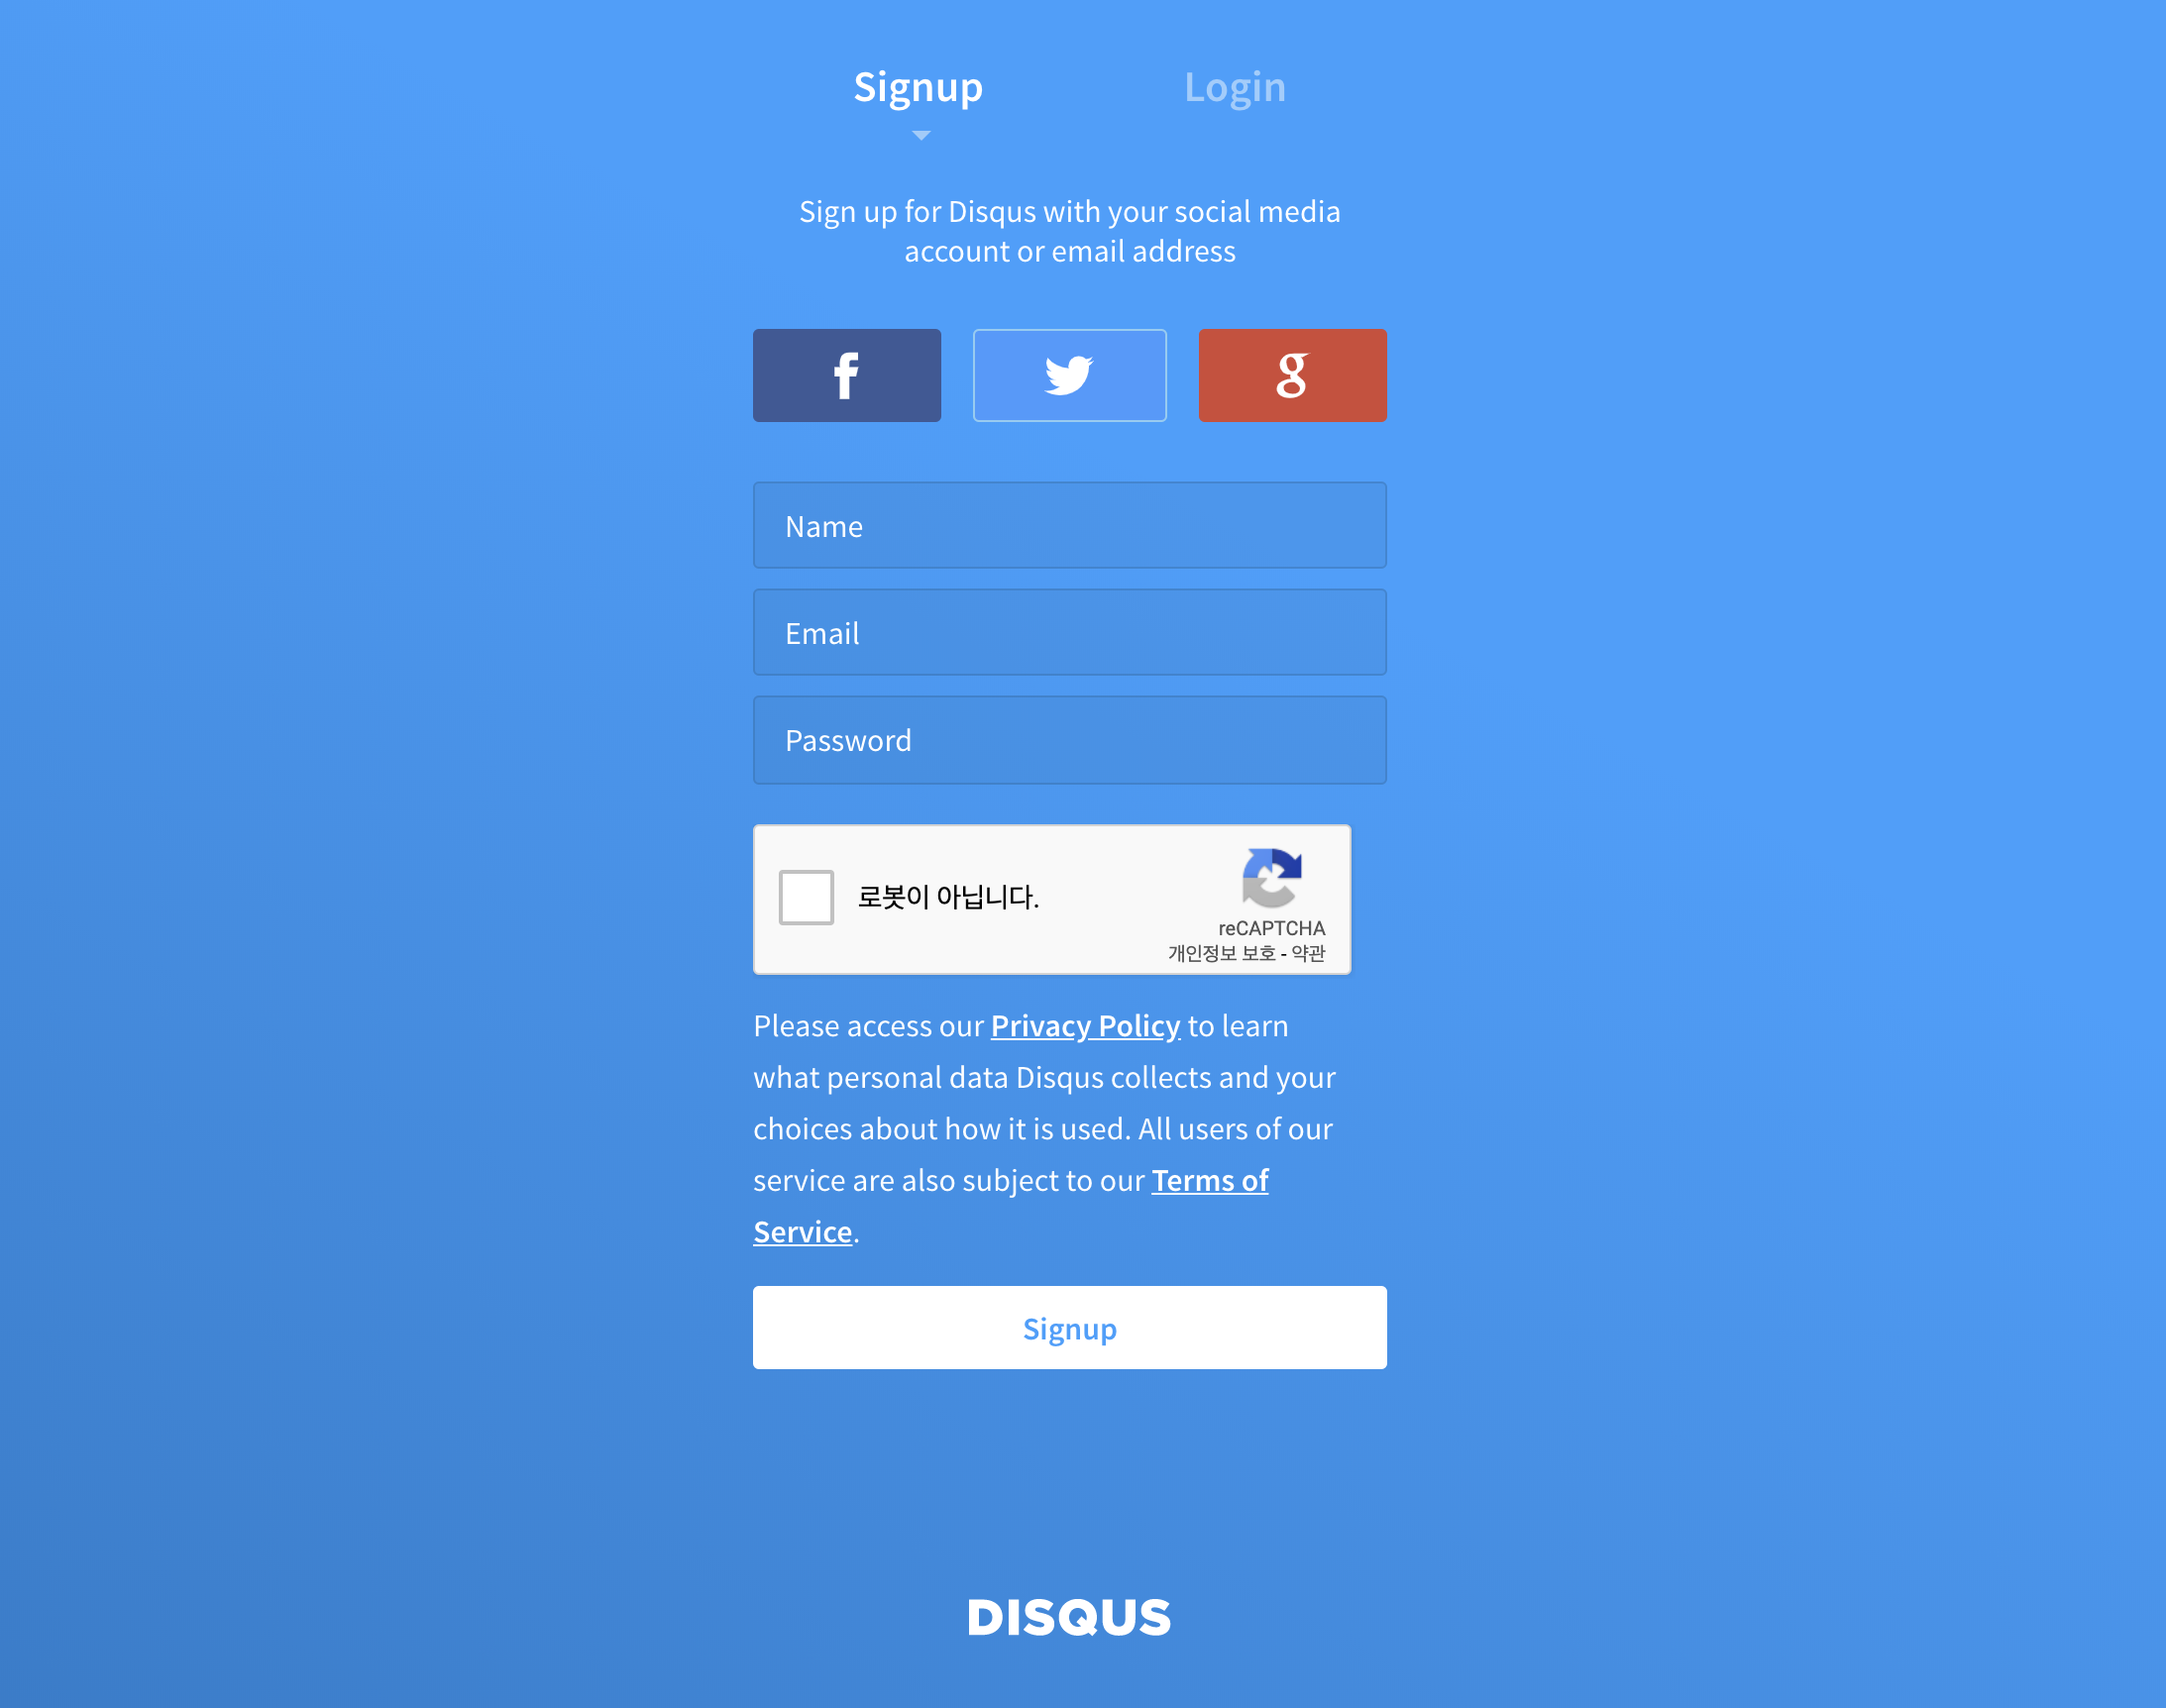 Signup
Login
Sign up for Disqus with your social media
account or email address
Name
Email
Password
로봇이 아닙니다.
reCAPTCHA
개인정보 보호 - 약관
Please access our Privacy Policy to learn
what personal data Disqus collects and your
choices about how it is used. All users of our
service are also subject to our Terms of
Service.
Signup
DISQUS